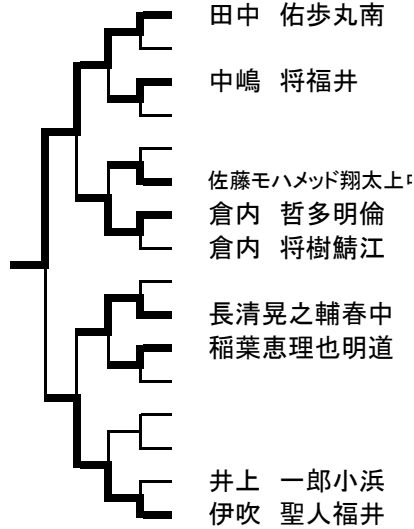 田中　佑歩丸南
中嶋　将福井
佐藤モハメッド翔太上中
倉内　哲多明倫
倉内　将樹鯖江
長清晃之輔春中
稲葉恵理也明道
井上　一郎小浜
伊吹　聖人福井